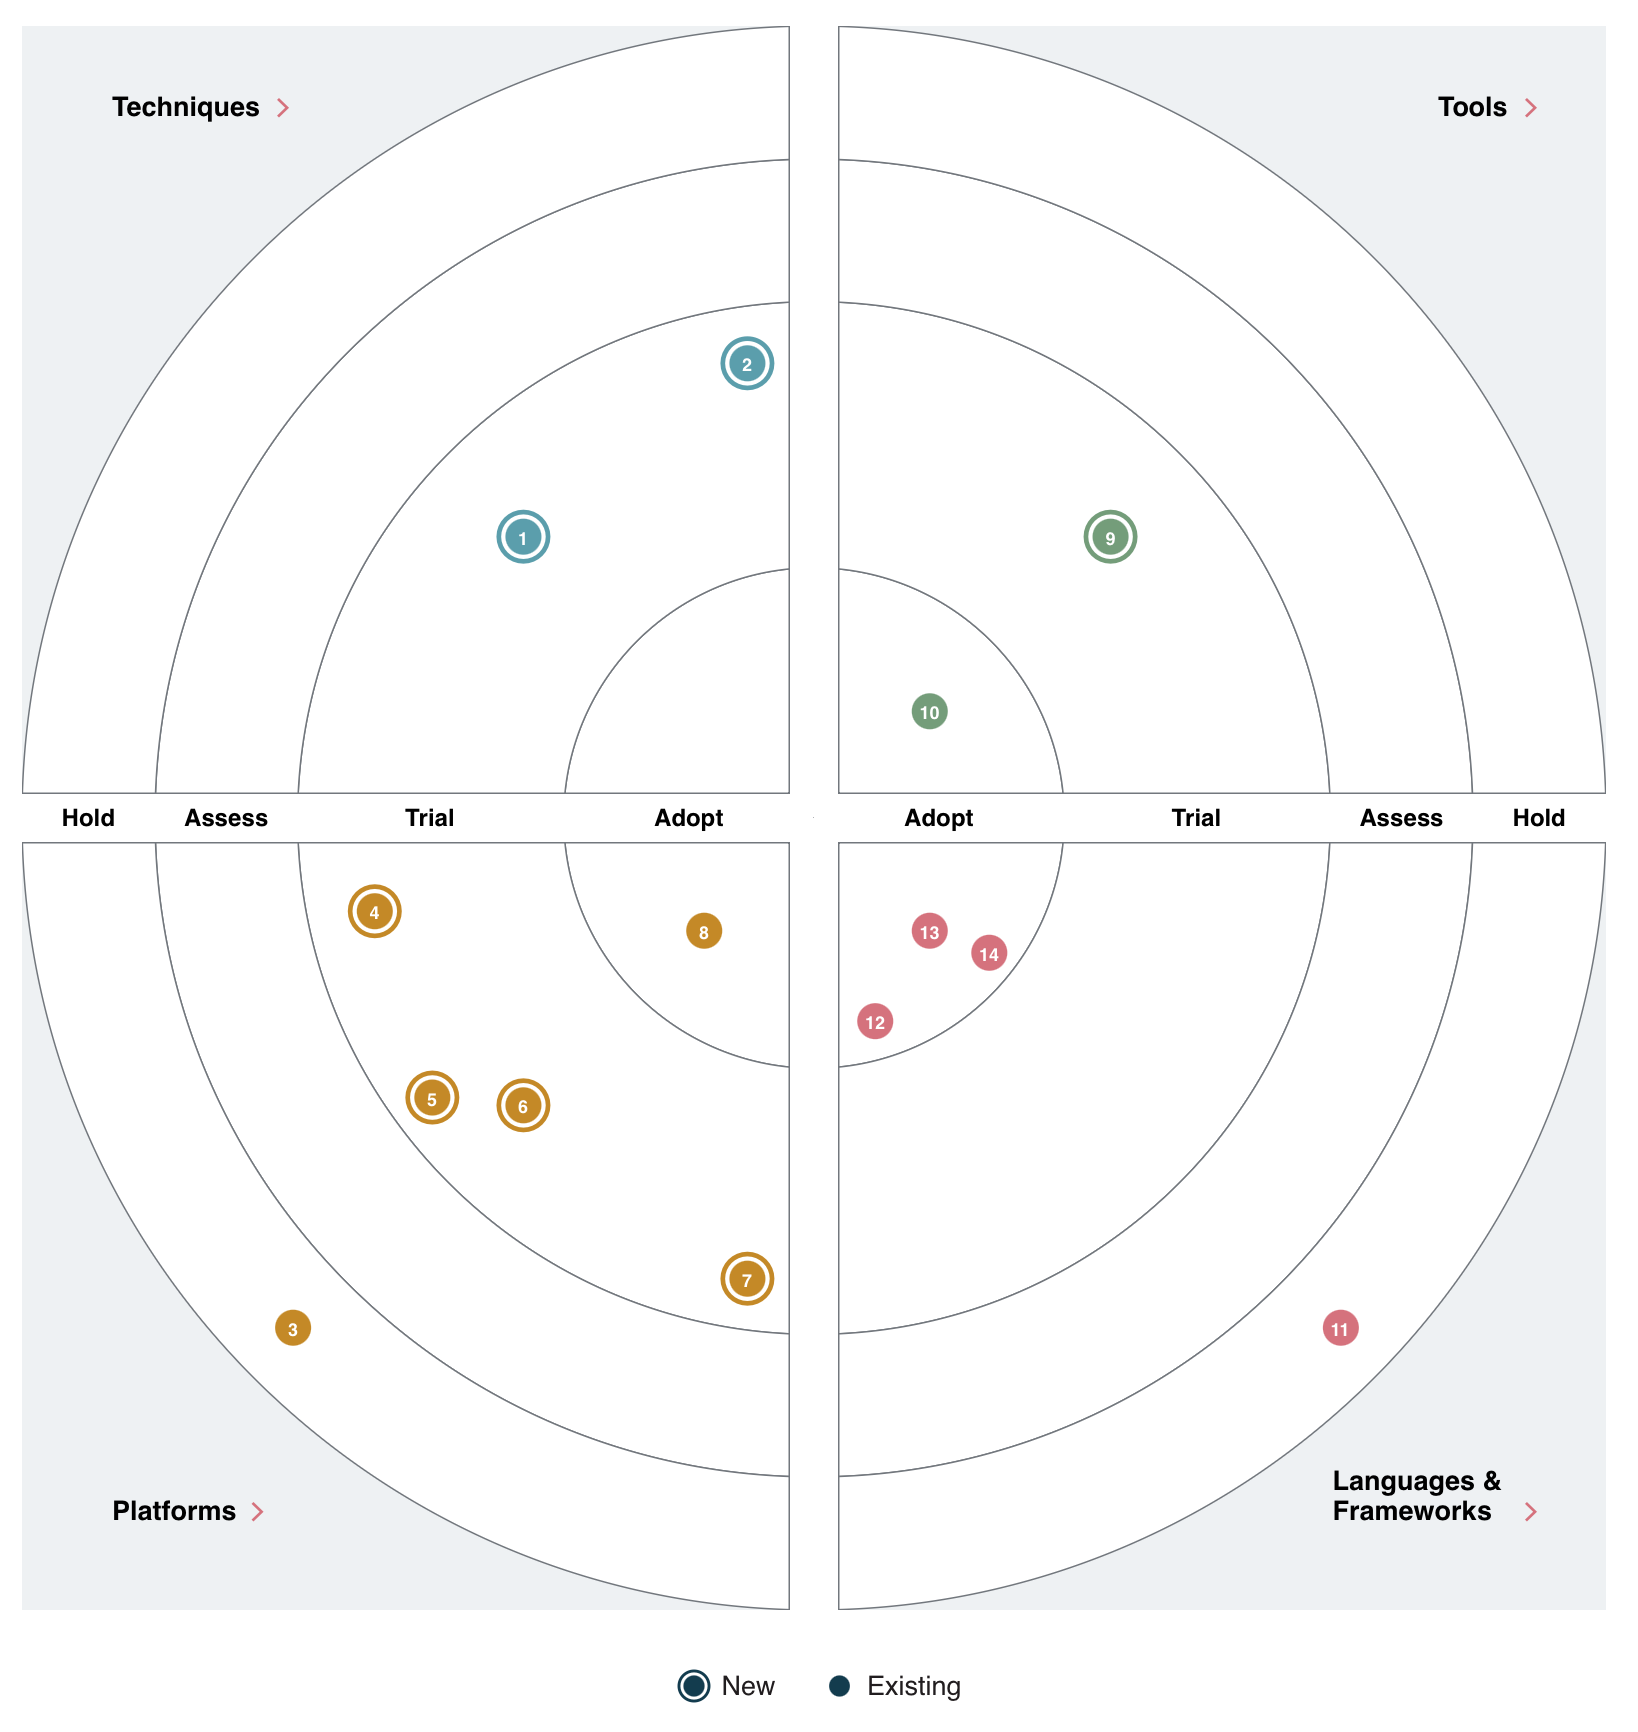 Techniques
Tools
2
1
9
10
Hold Assess Trial Adopt Adopt Trial Assess Hold
4
8
13
14
12
5
6
7
3
11
Platforms
Languages &
Frameworks
New Existing